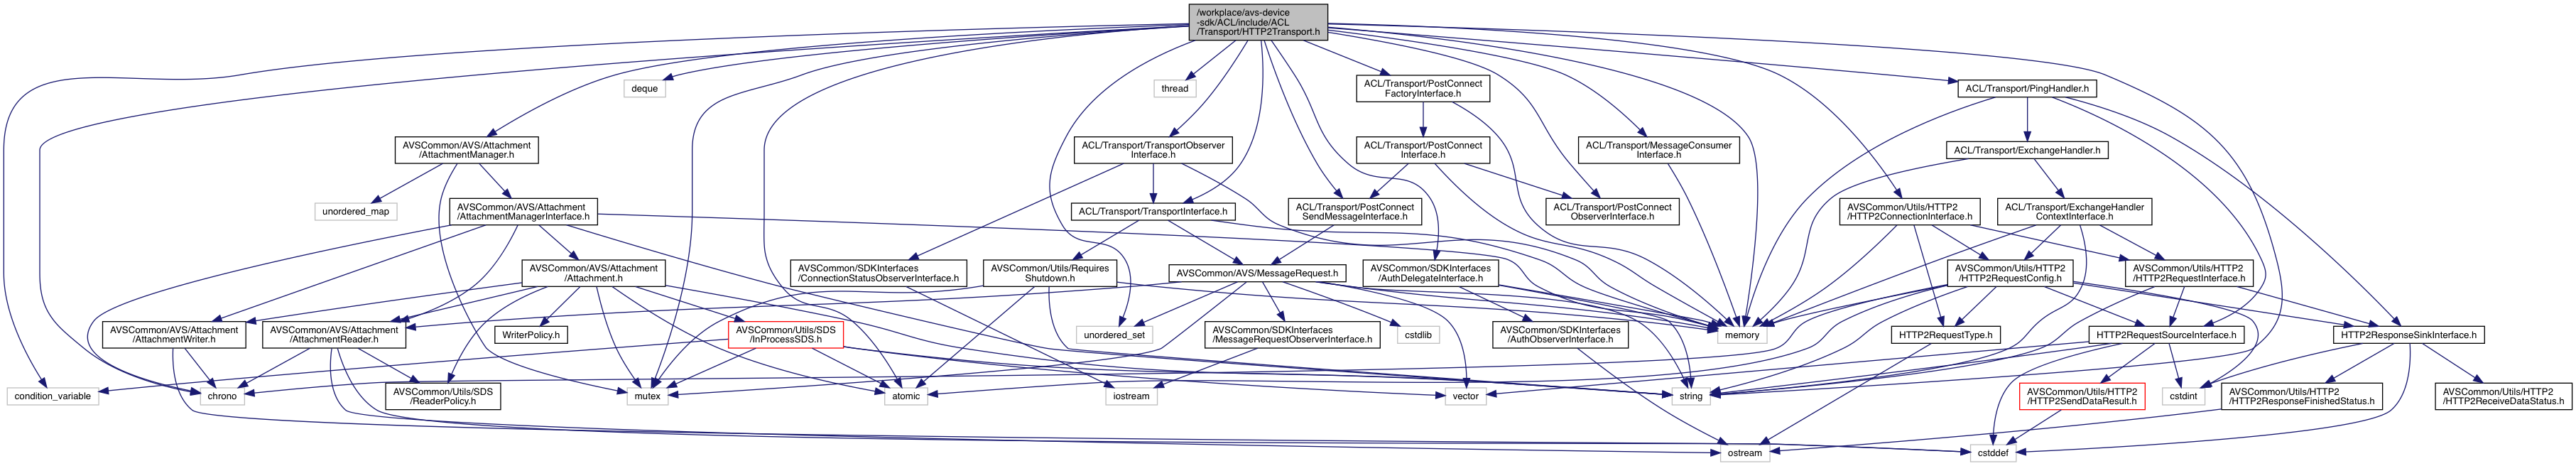 /workplace/avs-device
-sdk/ACL/include/ACL
/Transport/HTTP2Transport.h
deque
thread
ACL/Transport/PostConnect
FactoryInterface.h
ACL/Transport/PingHandler.h
AVSCommon/AVS/Attachment
/AttachmentManager.h
ACL/Transport/TransportObserver
Interface.h
ACL/Transport/PostConnect
Interface.h
ACL/Transport/MessageConsumer
Interface.h
ACL/Transport/ExchangeHandler.h
unordered_map
AVSCommon/AVS/Attachment
/AttachmentManagerInterface.h
ACL/Transport/TransportInterface.h
ACL/Transport/PostConnect
SendMessageInterface.h
ACL/Transport/PostConnect
ObserverInterface.h
AVSCommon/Utils/HTTP2
/HTTP2ConnectionInterface.h
ACL/Transport/ExchangeHandler
ContextInterface.h
AVSCommon/AVS/Attachment
/Attachment.h
AVSCommon/SDKInterfaces
/ConnectionStatusObserverInterface.h
AVSCommon/Utils/Requires
Shutdown.h
AVSCommon/AVS/MessageRequest.h
AVSCommon/SDKInterfaces
/AuthDelegateInterface.h
AVSCommon/Utils/HTTP2
/HTTP2RequestConfig.h
AVSCommon/Utils/HTTP2
/HTTP2RequestInterface.h
AVSCommon/AVS/Attachment
/AttachmentWriter.h
AVSCommon/AVS/Attachment
/AttachmentReader.h
WriterPolicy.h
AVSCommon/Utils/SDS
/InProcessSDS.h
unordered_set
AVSCommon/SDKInterfaces
/MessageRequestObserverInterface.h
cstdlib
AVSCommon/SDKInterfaces
/AuthObserverInterface.h
memory
HTTP2RequestType.h
HTTP2RequestSourceInterface.h
HTTP2ResponseSinkInterface.h
condition_variable
chrono
AVSCommon/Utils/SDS
/ReaderPolicy.h
mutex
atomic
iostream
vector
string
AVSCommon/Utils/HTTP2
/HTTP2SendDataResult.h
cstdint
AVSCommon/Utils/HTTP2
/HTTP2ResponseFinishedStatus.h
AVSCommon/Utils/HTTP2
/HTTP2ReceiveDataStatus.h
ostream
cstddef